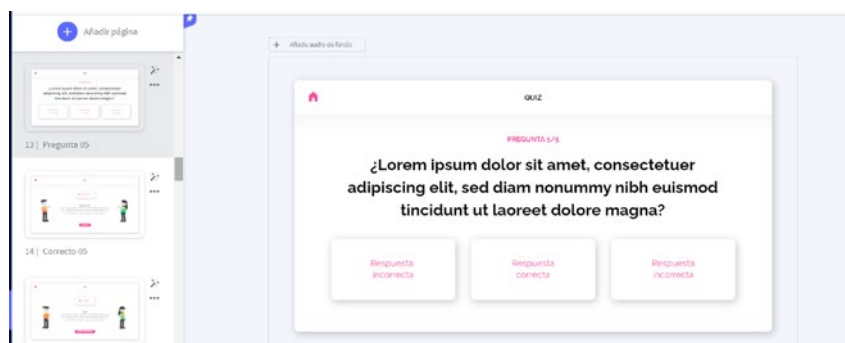 Añadir página
13 | Pregunta 05
14 | Correcto 05
+ Añade audio de fondo
QUIZ
PREGUNTA 5/5
¿Lorem ipsum dolor sit amet, consectetuer
adipiscing elit, sed diam nonummy nibh euismod
tincidunt ut laoreet dolore magna?
Respuesta
incorrecta
Respuesta
correcta
Respuesta
incorrecta